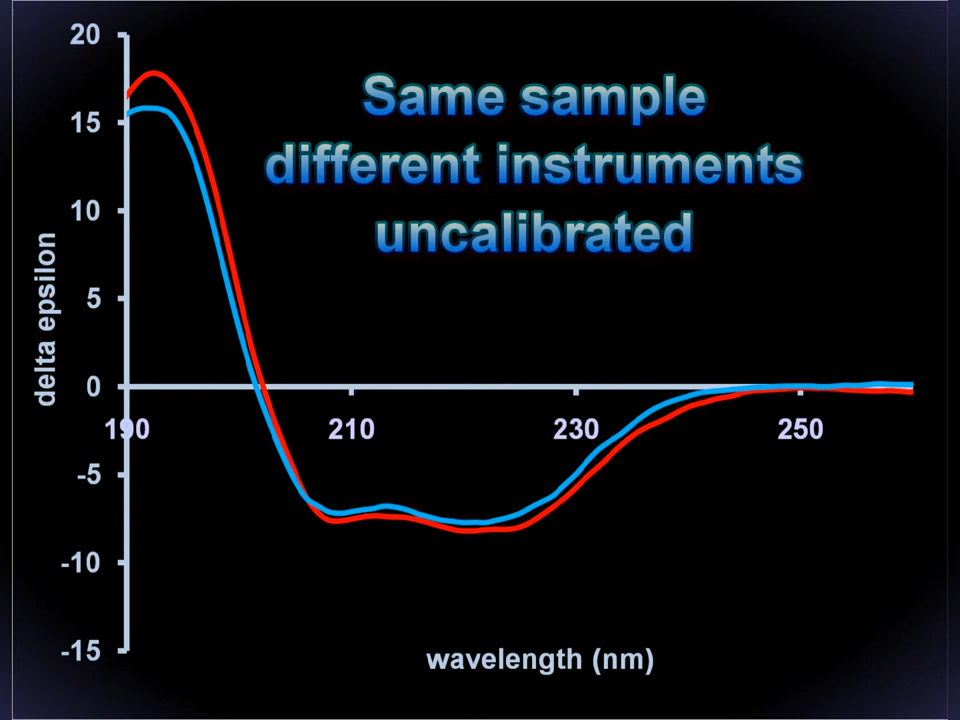 Same sample
different instruments
uncalibrated
20
15
10
5
0
-5
-10
-15
delta epsilon
190 210 230 250
wavelength (nm)